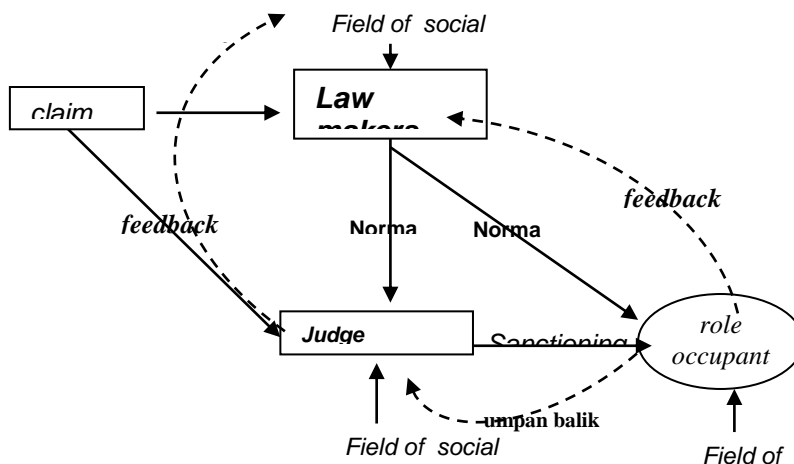 Field of social
Law
makers
claim
feedback
feedback
Norma
Norma
Judge
Sanctioning
role
occupant
umpan balik
Field of social
Field of